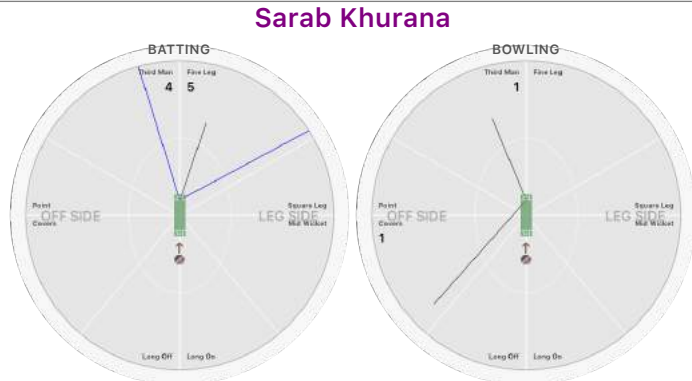 Sarab Khurana
BATTING
Third Man
Fine Leg
4
5
Point
OFF SIDE
Covers
Square Leg
LEG SIDE
Mid Wicket
Long Off
Long On
BOWLING
Third Man
Fine Leg
1
Point
OFF SIDE
Covers
1
Square Leg
LEG SIDE
Mid Wicket
Long Off
Long On